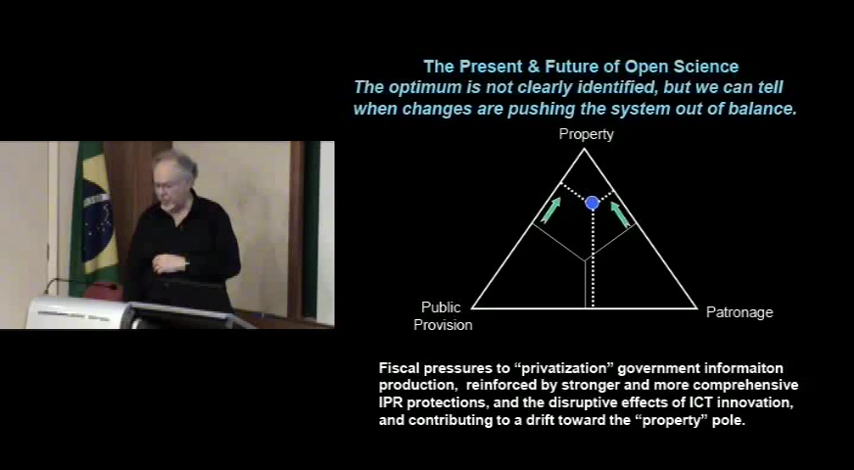 The Present & Future of Open Science
The optimum is not clearly identified, but we can tell
when changes are pushing the system out of balance.
Property
Public
Provision
Patronage
Fiscal pressures to “privatization” government informaiton
production, reinforced by stronger and more comprehensive
IPR protections, and the disruptive effects of ICT innovation,
and contributing to a drift toward the “property” pole.